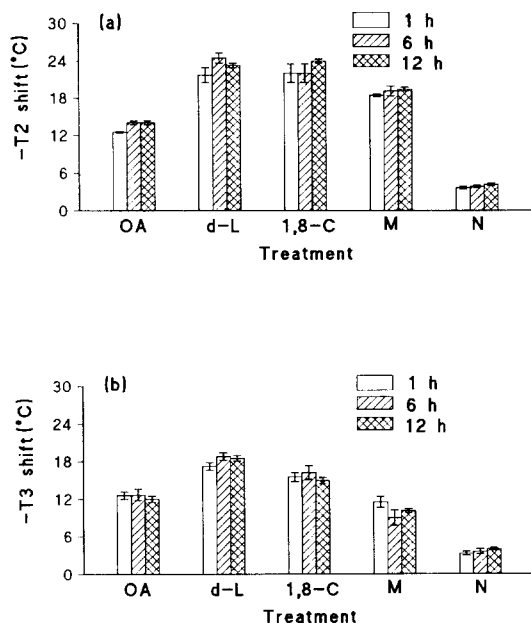 (a)
1 h
6 h
12 h
30
24
18
12
6
0
-T2 shift (°C)
OA d-L 1,8-C M N
Treatment
(b)
1 h
6 h
12 h
30
24
18
12
6
0
-T3 shift (°C)
OA d-L 1,8-C M N
Treatment